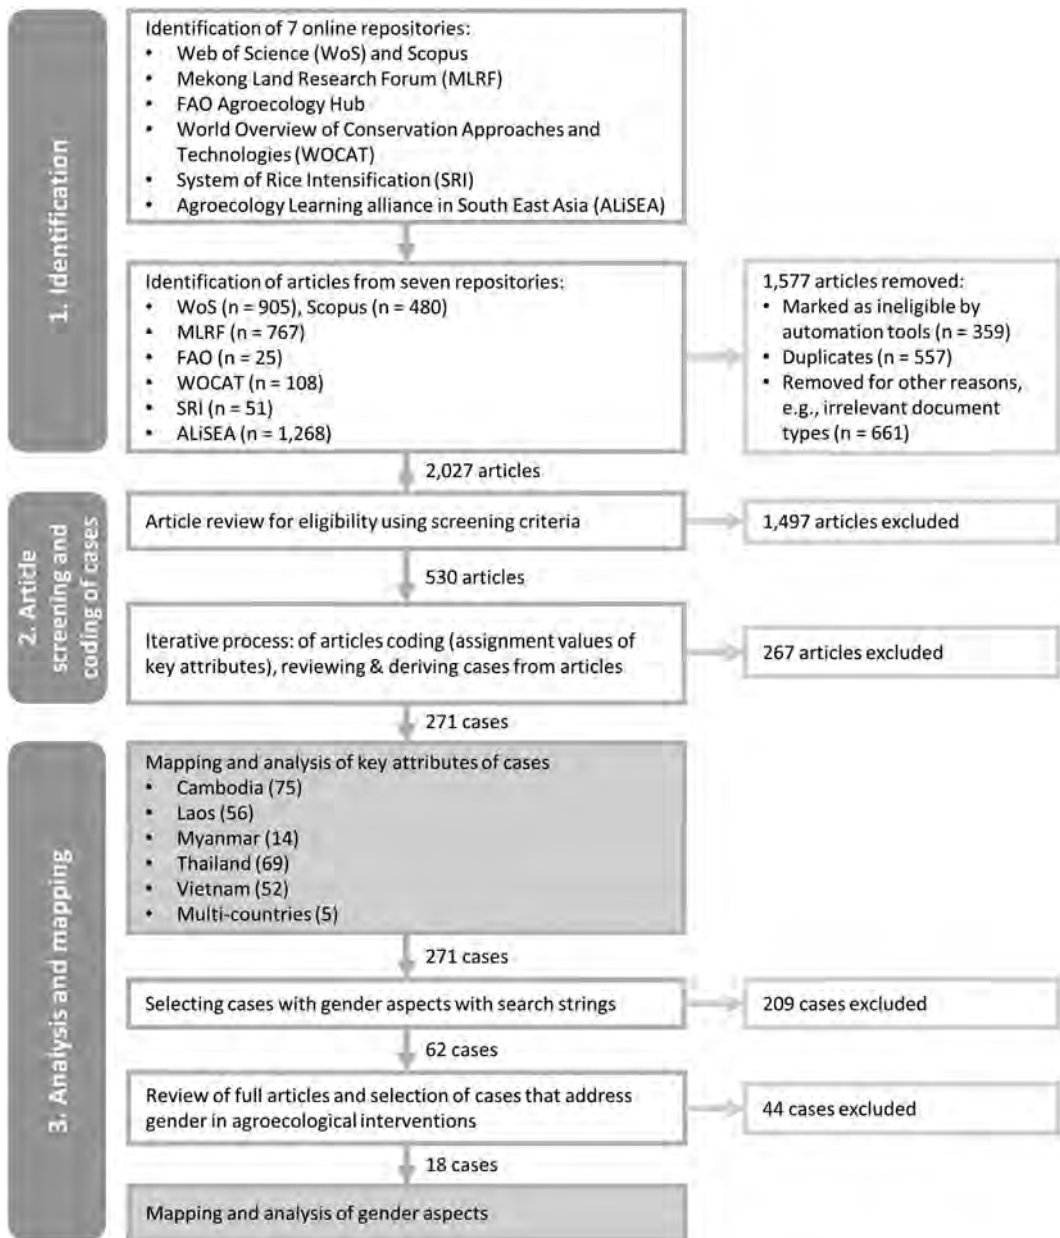 1. Identification
Identification of 7 online repositories:
• Web of Science (WoS) and Scopus
• Mekong Land Research Forum (MLRF)
• FAO Agroecology Hub
• World Overview of Conservation Approaches and
Technologies (WOCAT)
• System of Rice Intensification (SRI)
• Agroecology Learning alliance in South East Asia (ALiSEA)
Identification of articles from seven repositories:
• WoS (n = 905), Scopus (n = 480)
• MLRF (n = 767)
• FAO (n = 25)
• WOCAT (n = 108)
• SRI (n = 51)
• ALiSEA (n = 1,268)
1,577 articles removed:
• Marked as ineligible by
automation tools (n = 359)
• Duplicates (n = 557)
• Removed for other reasons,
e.g., irrelevant document
types (n = 661)
2,027 articles
2. Article
screening and
coding of cases
Article review for eligibility using screening criteria
1,497 articles excluded
530 articles
Iterative process: of articles coding (assignment values of
key attributes), reviewing & deriving cases from articles
267 articles excluded
271 cases
3. Analysis and mapping
Mapping and analysis of key attributes of cases
• Cambodia (75)
• Laos (56)
• Myanmar (14)
• Thailand (69)
• Vietnam (52)
• Multi-countries (5)
271 cases
Selecting cases with gender aspects with search strings
209 cases excluded
62 cases
Review of full articles and selection of cases that address
gender in agroecological interventions
44 cases excluded
18 cases
Mapping and analysis of gender aspects